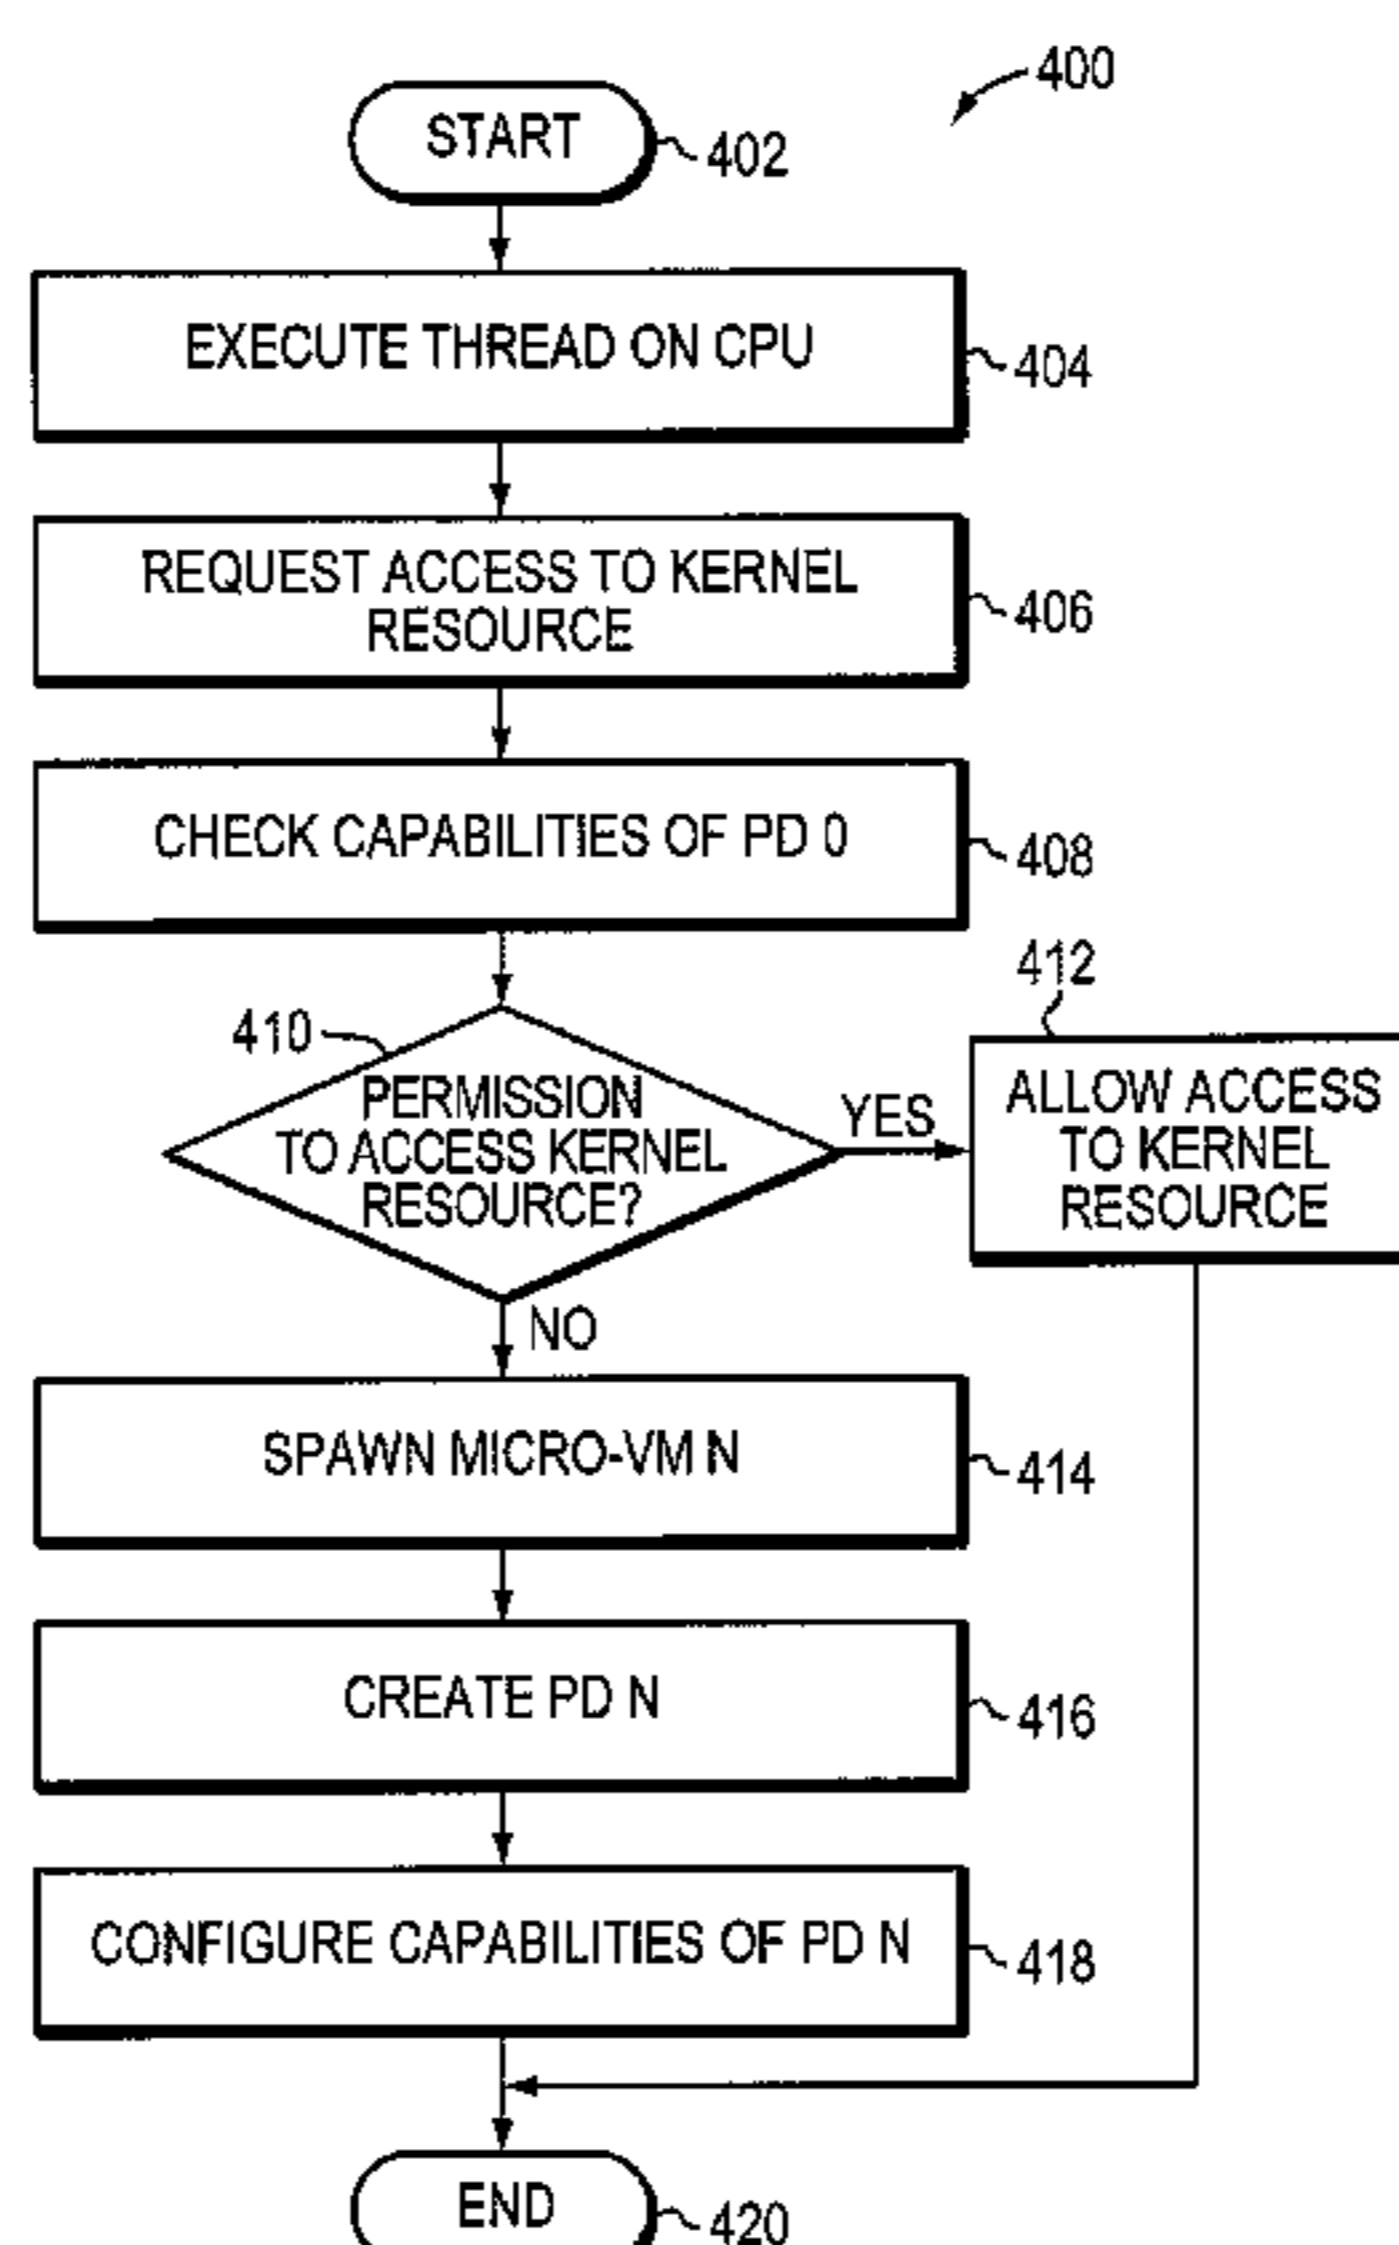 400
START
402
EXECUTE THREAD ON CPU
404
REQUEST ACCESS TO KERNEL
RESOURCE
406
CHECK CAPABILITIES OF PD 0
408
410
PERMISSION
TO ACCESS KERNEL
RESOURCE?
YES
412
ALLOW ACCESS
TO KERNEL
RESOURCE
NO
SPAWN MICRO-VM N
414
CREATE PD N
416
CONFIGURE CAPABILITIES OF PD N
418
END
420